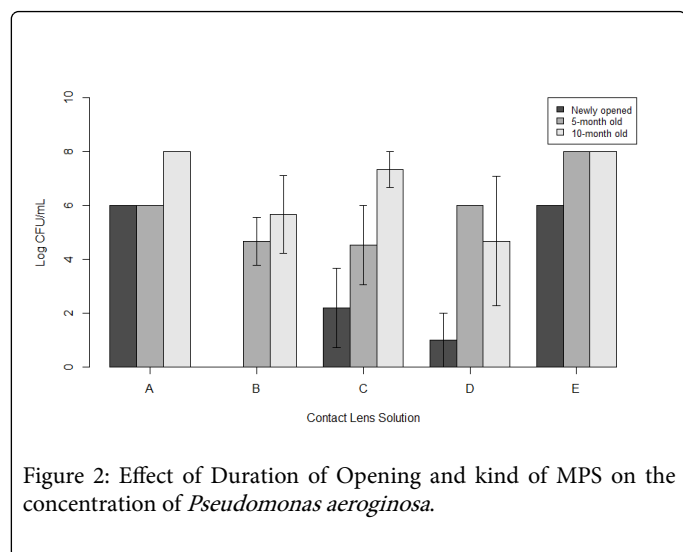 10
8
6
4
2
0
Log CFU/mL
Newly opened
5-month old
10-month old
A B C D E
Contact Lens Solution
Figure 2: Effect of Duration of Opening and kind of MPS on the
concentration of Pseudomonas aeroginosa.